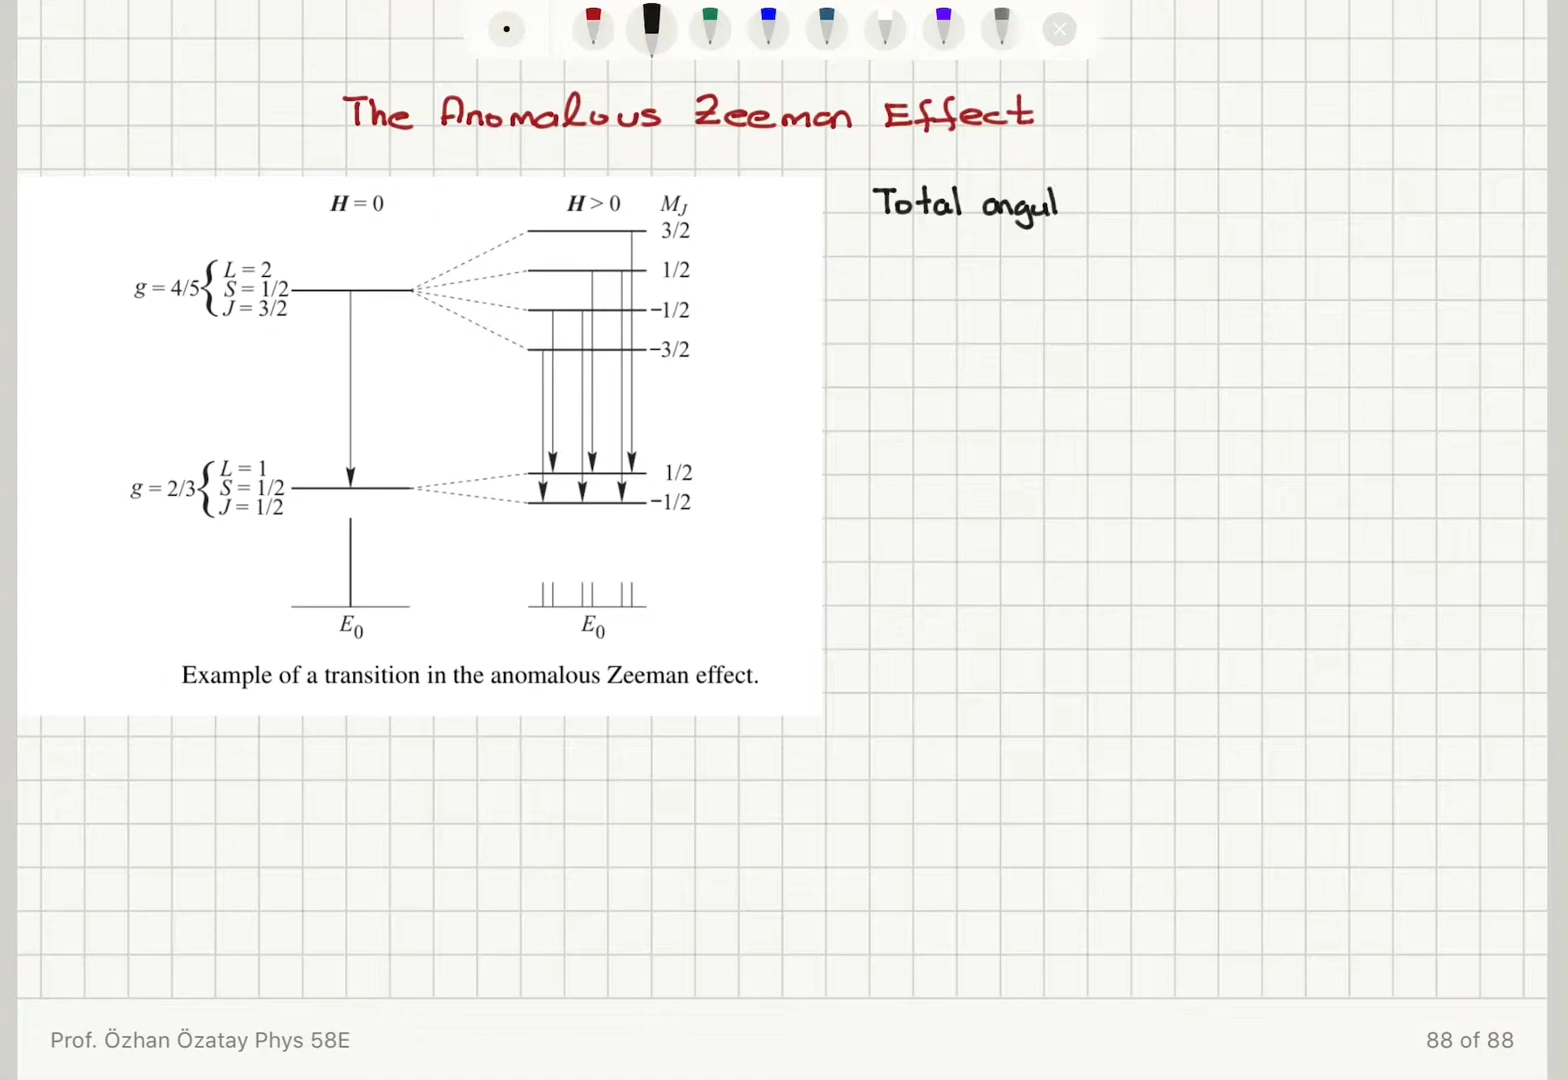 The Anomalous Zeeman Effect
H = 0
H > 0 M_J
Total angul
3/2
g = 4/5 { L = 2
S = 1/2
J = 3/2
1/2
−1/2
−3/2
g = 2/3 { L = 1
S = 1/2
J = 1/2
1/2
−1/2
E₀
E₀
Example of a transition in the anomalous Zeeman effect.
Prof. Özhan Özatay Phys 58E
88 of 88